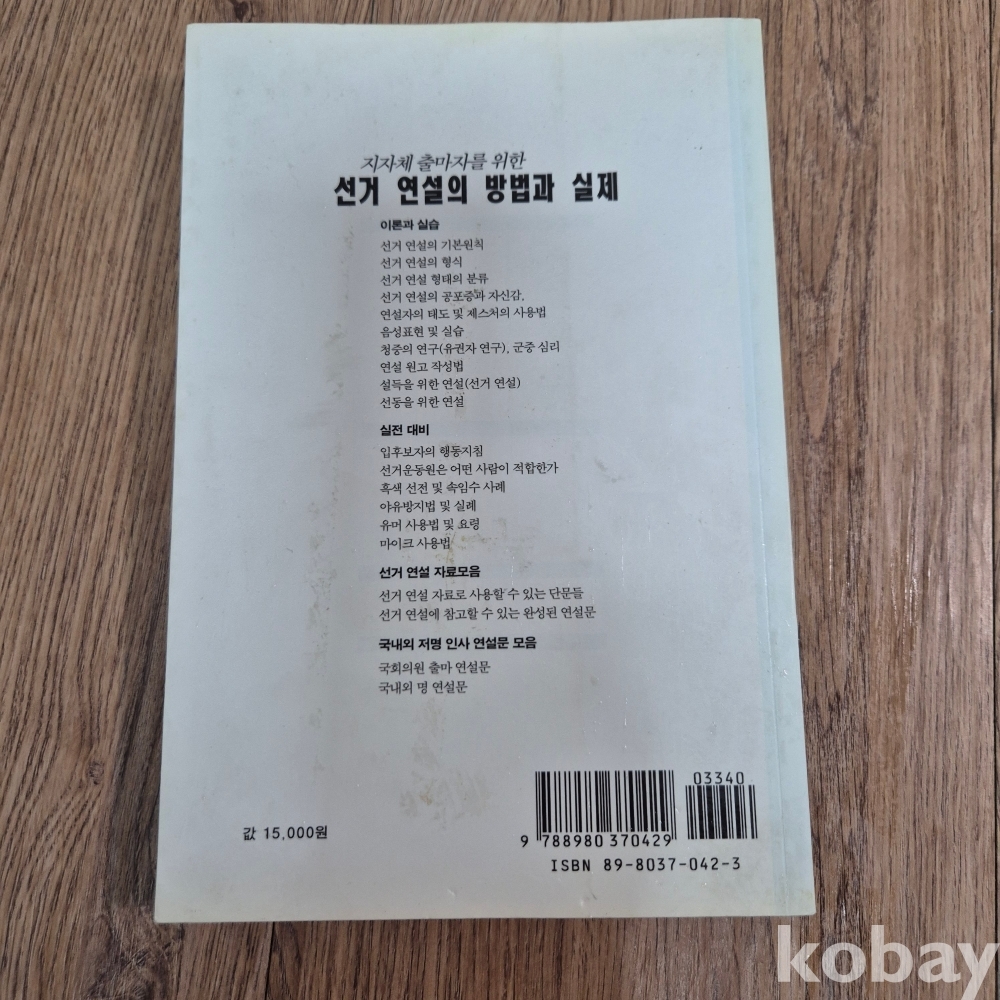 지자체 출마자를 위한
선거 연설의 방법과 실제
이론과 실습
선거 연설의 기본원칙
선거 연설의 형식
선거 연설 형태의 분류
선거 연설의 공포증과 자신감,
연설자의 태도 및 제스처의 사용법
음성표현 및 실습
청중의 연구(유권자 연구), 군중 심리
연설 원고 작성법
설득을 위한 연설(선거 연설)
선동을 위한 연설
실전 대비
입후보자의 행동지침
선거운동원은 어떤 사람이 적합한가
흑색 선전 및 속임수 사례
야유방지법 및 실례
유머 사용법 및 요령
마이크 사용법
선거 연설 자료모음
선거 연설 자료로 사용할 수 있는 단문들
선거 연설에 참고할 수 있는 완성된 연설문
국내외 저명 인사 연설문 모음
국회의원 출마 연설문
국내외 명 연설문
값 15,000원
03340
9 788980 370429
ISBN 89-8037-042-3
kobay